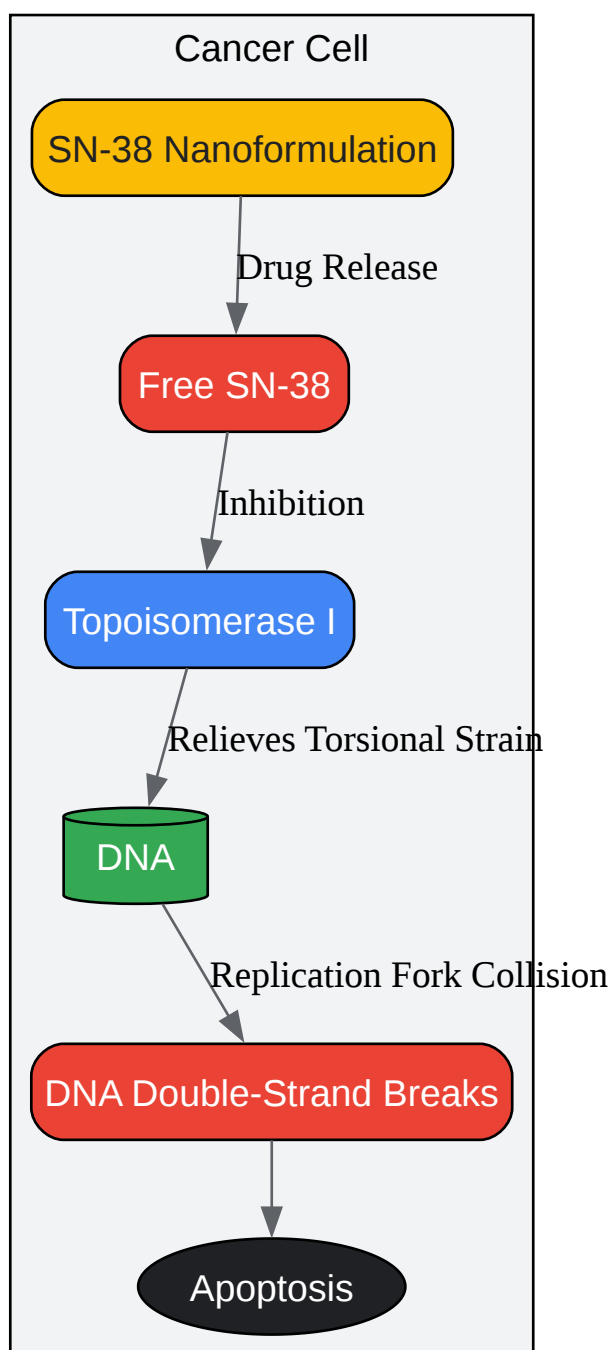 Cancer Cell
SN-38 Nanoformulation
Drug Release
Free SN-38
Inhibition
Topoisomerase I
Relieves Torsional Strain
DNA
Replication Fork Collision
DNA Double-Strand Breaks
Apoptosis